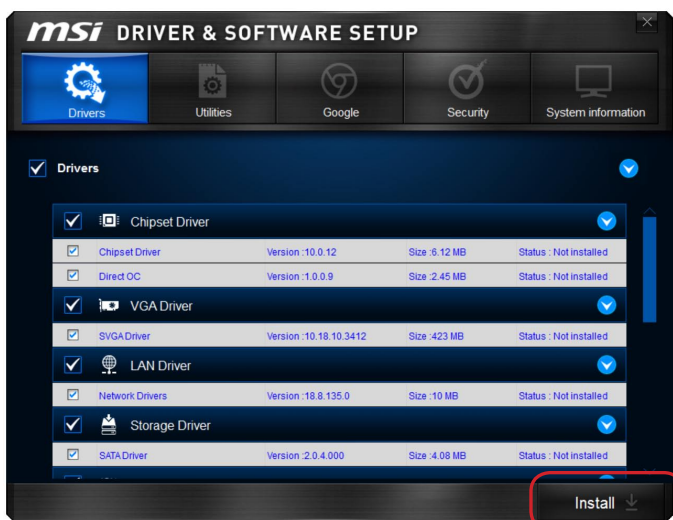 msi DRIVER & SOFTWARE SETUP
Drivers
Utilities
Google
Security
System information
Drivers
Chipset Driver
Chipset Driver Version :10.0.12 Size :6.12 MB Status : Not installed
Direct OC Version :1.0.0.9 Size :2.45 MB Status : Not installed
VGA Driver
SVGA Driver Version :10.18.10.3412 Size :423 MB Status : Not installed
LAN Driver
Network Drivers Version :18.8.135.0 Size :10 MB Status : Not installed
Storage Driver
SATA Driver Version :2.0.4.000 Size :4.08 MB Status : Not installed
Install